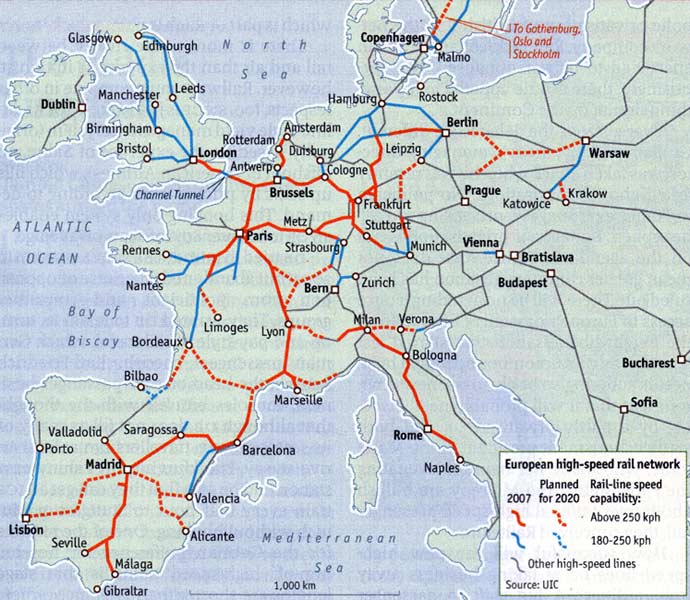 Glasgow
Edinburgh
North
Sea
Copenhagen
To Gothenburg,
Oslo and
Stockholm
Malmo
Dublin
Manchester
Leeds
Hamburg
Rostock
Birmingham
Bristol
London
Rotterdam
Amsterdam
Duisburg
Antwerp
Cologne
Berlin
Leipzig
Warsaw
Channel Tunnel
Brussels
Frankfurt
Prague
Katowice
Krakow
ATLANTIC
OCEAN
Paris
Metz
Stuttgart
Strasbourg
Munich
Vienna
Bratislava
Budapest
Rennes
Nantes
Bern
Zurich
Bay of
Biscay
Limoges
Lyon
Milan
Verona
Bordeaux
Bologna
Bucharest
Bilbao
Marseille
Sofia
Valladolid
Saragossa
Porto
Madrid
Barcelona
Rome
Naples
Valencia
Lisbon
Alicante
Seville
Mediterranean
Sea
Málaga
Gibraltar
1,000 km
European high-speed rail network
2007
Planned
for 2020
Rail-line speed
capability:
Above 250 kph
180-250 kph
Other high-speed lines
Source: UIC